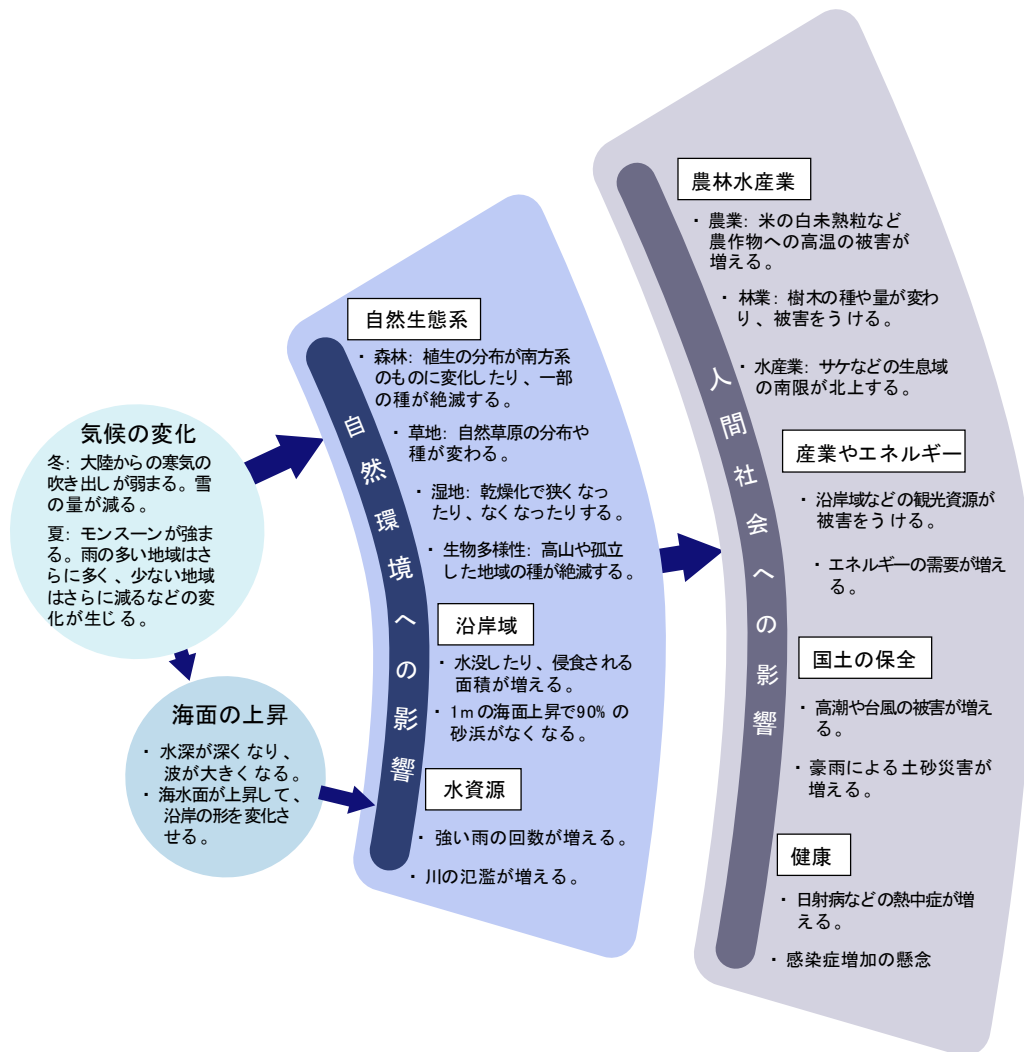 気候の変化
冬: 大陸からの寒気の
吹き出しが弱まる。雪
の量が減る。
夏: モンスーンが強ま
る。雨の多い地域はさ
らに多く、少ない地域
はさらに減るなどの変
化が生じる。
海面の上昇
・ 水深が深くなり、
波が大きくなる。
・ 海水面が上昇して、
沿岸の形を変化さ
せる。
自然環境への影響
自然生態系
・ 森林: 植生の分布が南方系
のものに変化したり、一部
の種が絶滅する。
・ 草地: 自然草原の分布や
種が変わる。
・ 湿地: 乾燥化で狭くなっ
たり、なくなったりする。
・ 生物多様性: 高山や孤立
した地域の種が絶滅する。
沿岸域
・ 水没したり、侵食される
面積が増える。
・ 1mの海面上昇で90%の
砂浜がなくなる。
水資源
・ 強い雨の回数が増える。
・ 川の氾濫が増える。
人間社会への影響
農林水産業
・ 農業: 米の白未熟粒など
農作物への高温の被害が
増える。
・ 林業: 樹木の種や量が変わ
り、被害をうける。
・ 水産業: サケなどの生息域
の南限が北上する。
産業やエネルギー
・ 沿岸域などの観光資源が
被害をうける。
・ エネルギーの需要が増え
る。
国土の保全
・ 高潮や台風の被害が増え
る。
・ 豪雨による土砂災害が
増える。
健康
・ 日射病などの熱中症が増
える。
・ 感染症増加の懸念